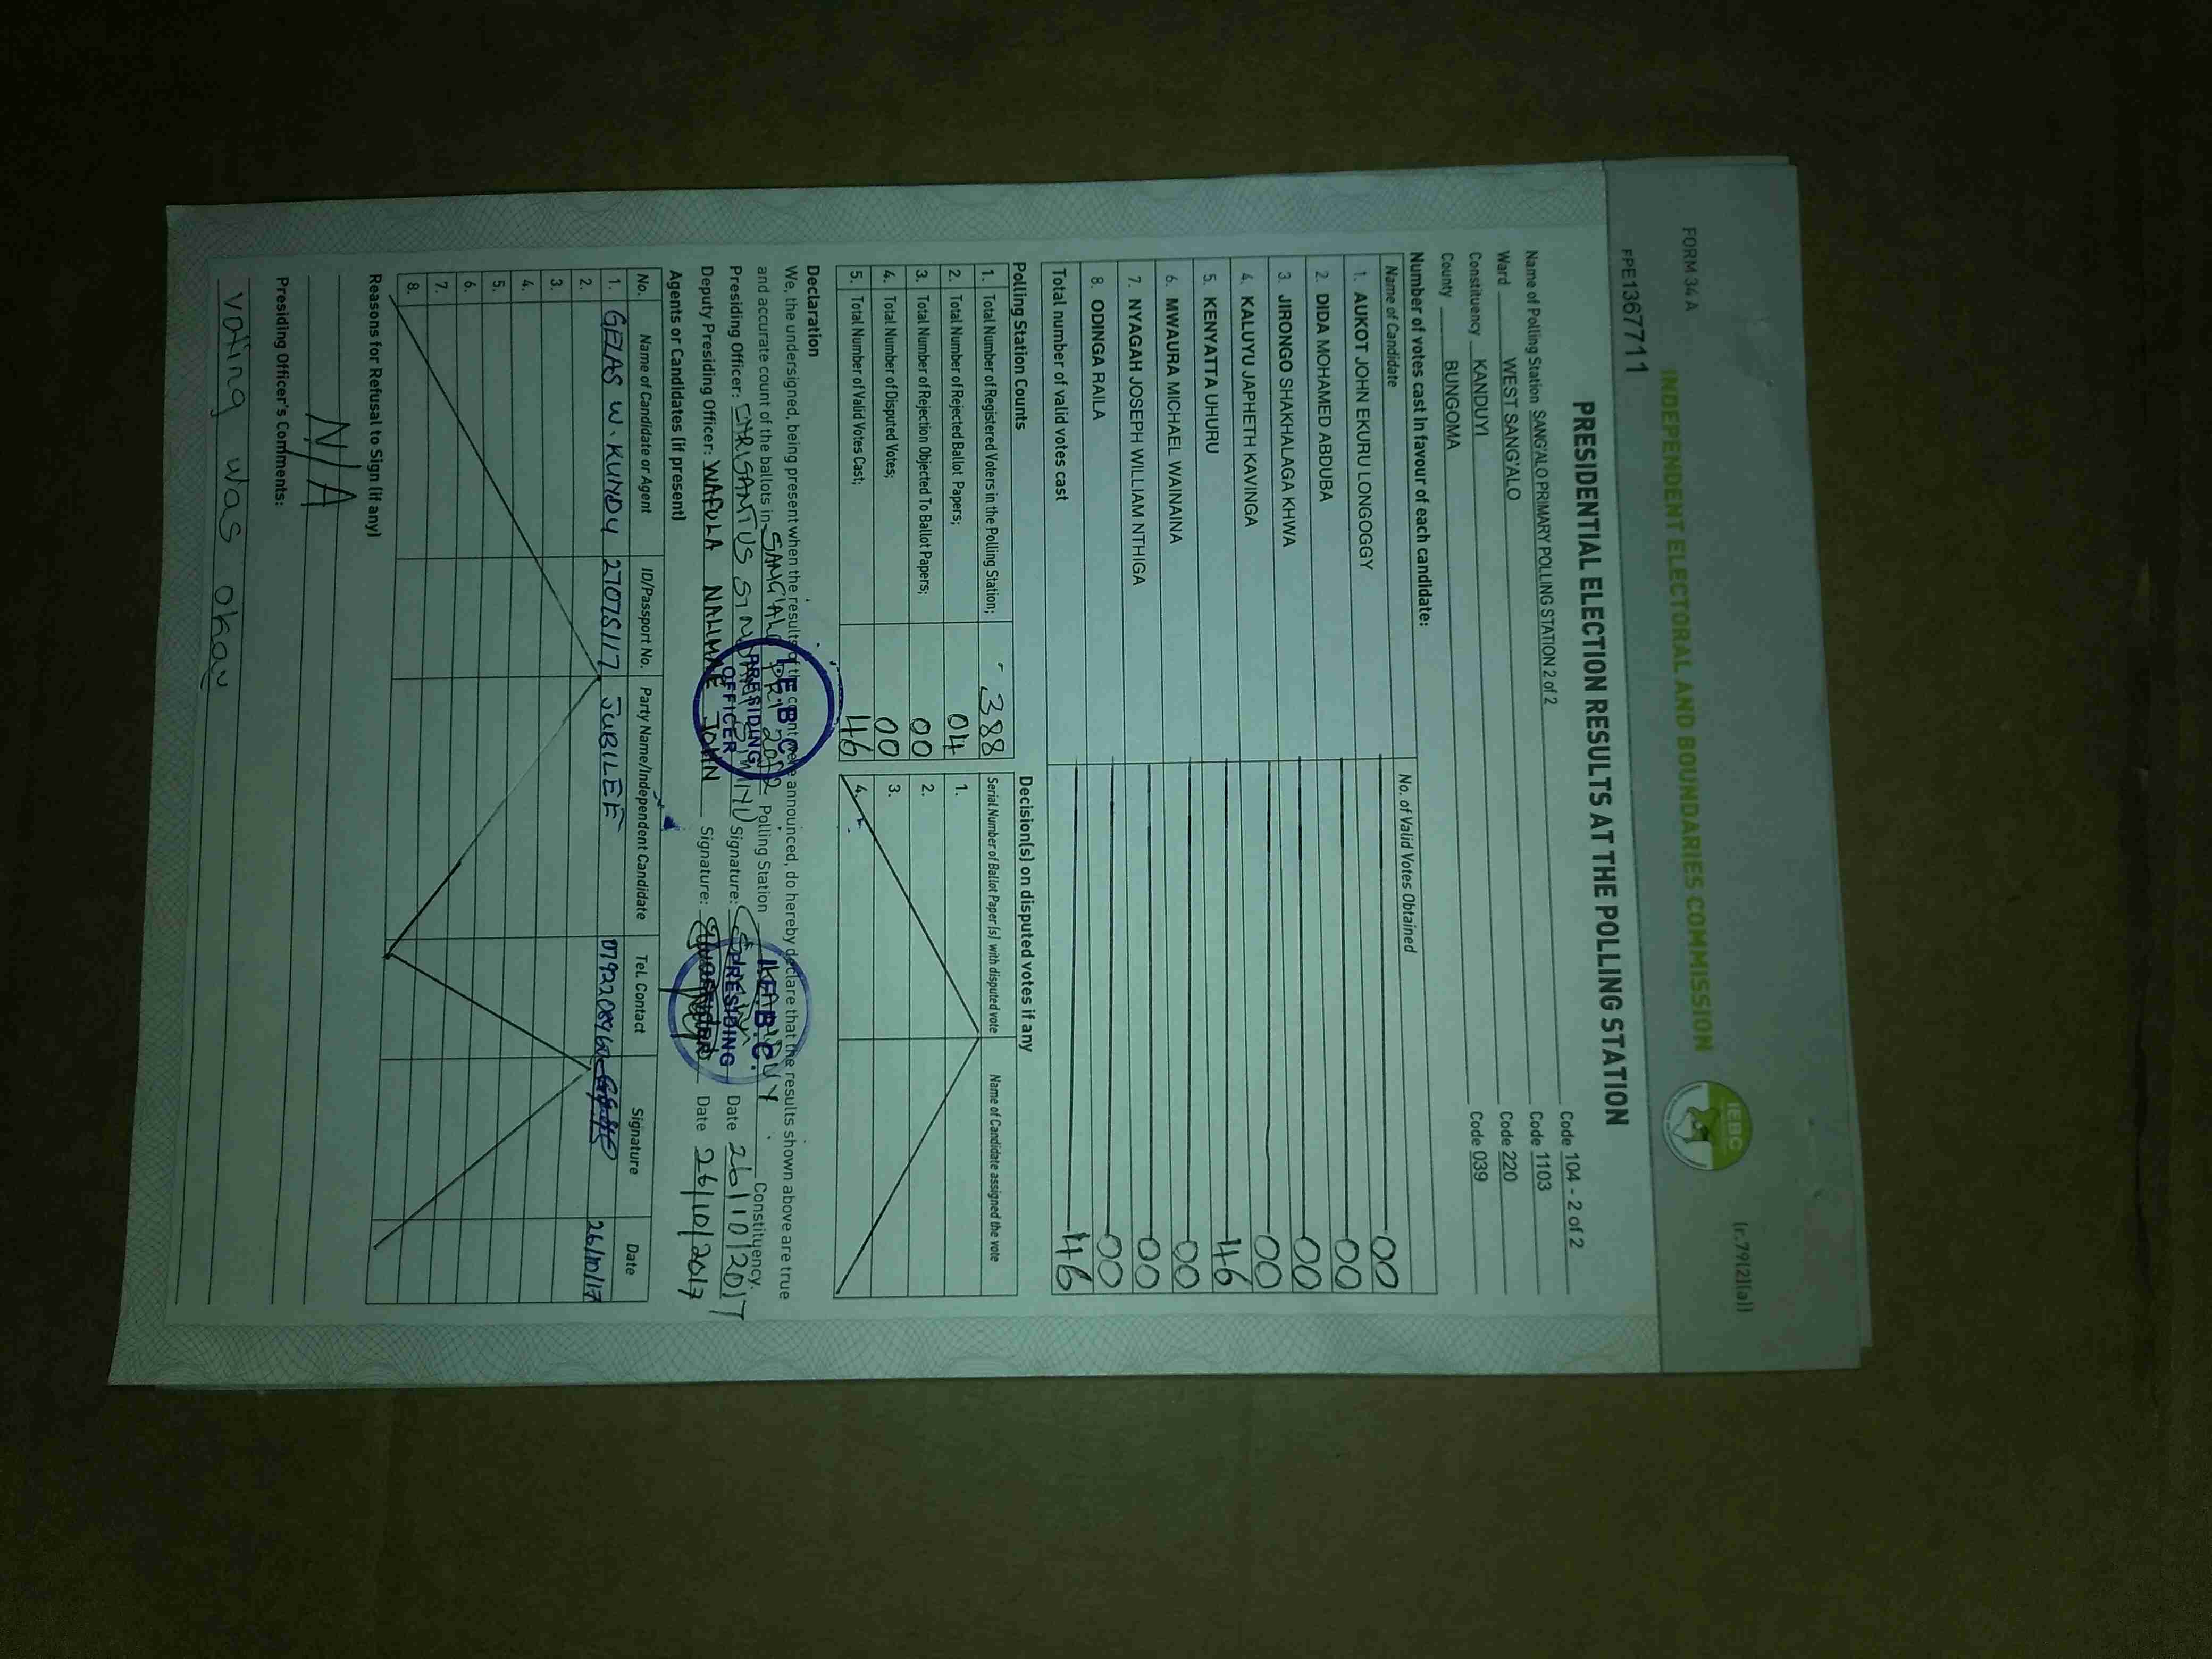 FORM 34 A
(r.79(2)(a))
INDEPENDENT ELECTORAL AND BOUNDARIES COMMISSION
IEBC
FPE1367711
PRESIDENTIAL ELECTION RESULTS AT THE POLLING STATION
Name of Polling Station SANG'ALO PRIMARY POLLING STATION 2 of 2 Code 104 - 2 of 2
Ward WEST SANG'ALO Code 1103
Constituency KANDUYI Code 220
County BUNGOMA Code 039
Number of votes cast in favour of each candidate:
Name of Candidate No. of Valid Votes Obtained
1. AUKOT JOHN EKURU LONGOGGY 00
2. DIDA MOHAMED ABDUBA 00
3. JIRONGO SHAKHALAGA KHWA 00
4. KALUYU JAPHETH KAVINGA 00
5. KENYATTA UHURU 46
6. MWAURA MICHAEL WAINAINA 00
7. NYAGAH JOSEPH WILLIAM NTHIGA 00
8. ODINGA RAILA 00
Total number of valid votes cast 46
Polling Station Counts
1. Total Number of Registered Voters in the Polling Station; 388
2. Total Number of Rejected Ballot Papers; 04
3. Total Number of Rejection Objected To Ballot Papers; 00
4. Total Number of Disputed Votes; 00
5. Total Number of Valid Votes Cast; 46
Decision(s) on disputed votes if any
Serial Number of Ballot Paper (s) with disputed vote Name of Candidate assigned the vote
1.
2.
3.
4.
Declaration
We, the undersigned, being present when the results of the count were announced, do hereby declare that the results shown above are true
and accurate count of the ballots in SANG'ALO PRI 2 of 2 Polling Station KANDUYI Constituency.
Presiding Officer: CHRISANTUS Signature: Date 26/10/2017
Deputy Presiding Officer: WAFULA NALIMAE JOHN Signature: Date 26/10/2017
I.E.B.C. PRESIDING OFFICER
I.E.B.C. PRESIDING
Agents or Candidates (if present)
No. Name of Candidate or Agent ID/Passport No. Party Name/Independent Candidate Tel. Contact Signature Date
1. GELAS W. KUNDU 27075117 JUBILEE 26/10/17
2.
3.
4.
5.
6.
7.
8.
Reasons for Refusal to Sign (if any)
N/A
Presiding Officer's Comments:
Voting was okay